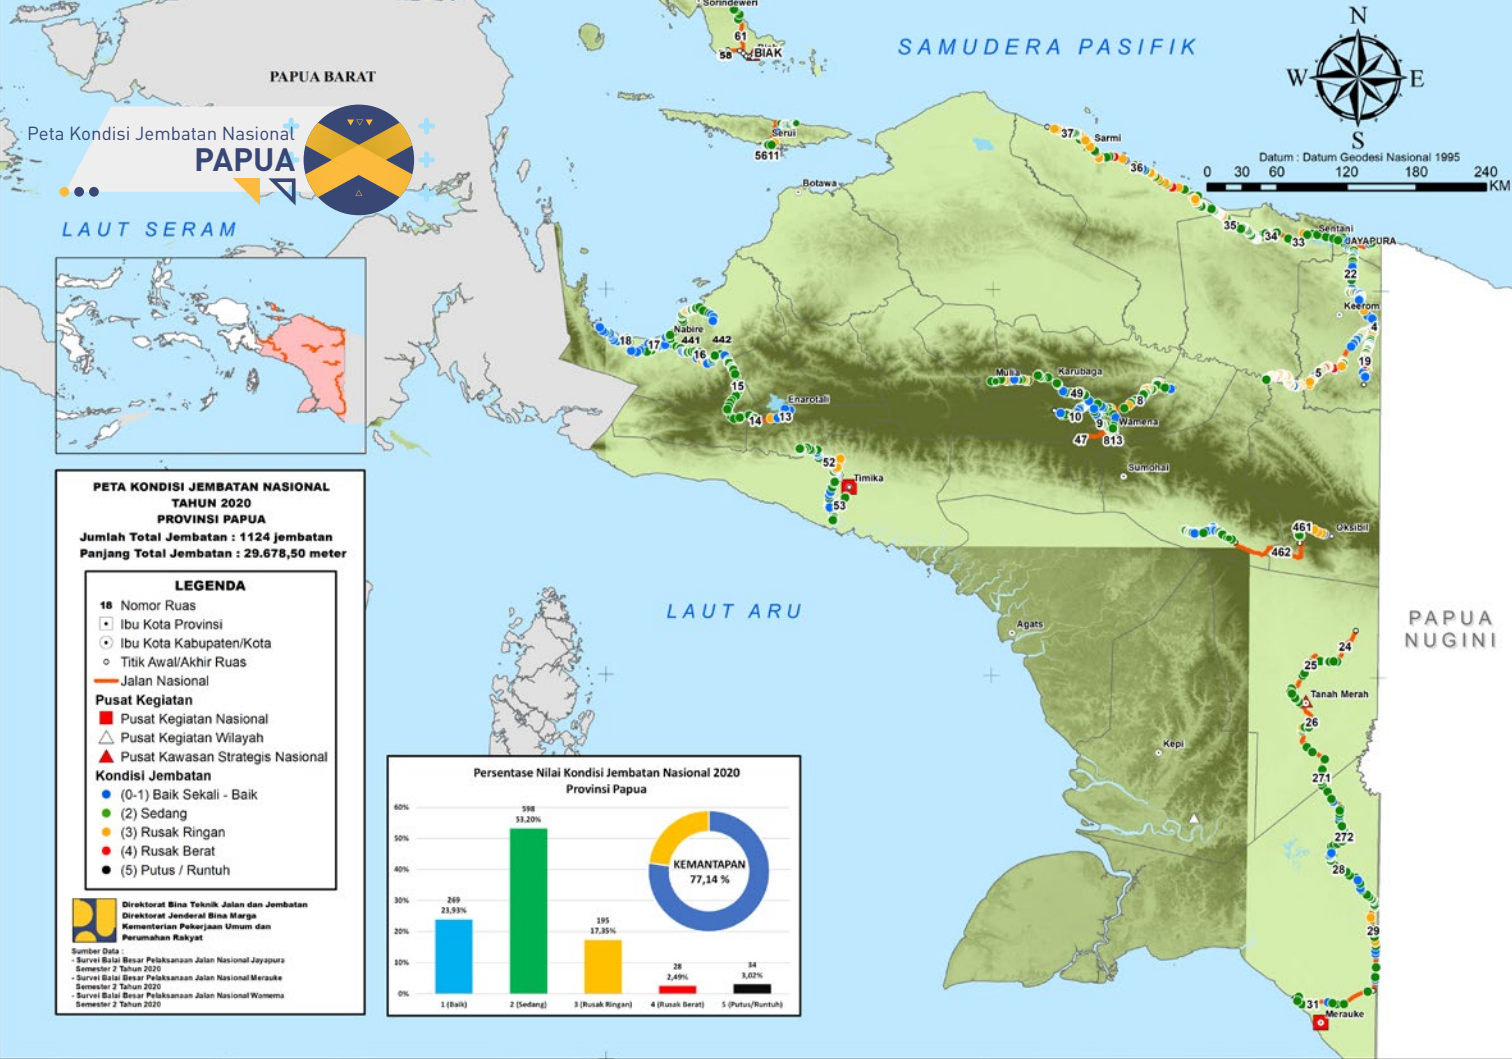 Sorindeweri
61
58
BIAK
SAMUDERA PASIFIK
N
W
E
S
Datum : Datum Geodesi Nasional 1995
0 30 60 120 180 240
KM
PAPUA BARAT
Peta Kondisi Jembatan Nasional
PAPUA
LAUT SERAM
Serui
5611
Botawa
37
Sarmi
36
35
34
33
Sentani
JAYAPURA
22
Keerom
4
19
5
18
17
Nabire
441
442
16
15
14
13
Enarotali
Mulia
Karubaga
49
8
10
9
Wamena
47
813
Sumohai
52
Timika
53
461
Oksibil
462
LAUT ARU
Agats
PAPUA
NUGINI
24
25
Tanah Merah
26
Kepi
271
272
28
29
31
Merauke
PETA KONDISI JEMBATAN NASIONAL
TAHUN 2020
PROVINSI PAPUA
Jumlah Total Jembatan : 1124 jembatan
Panjang Total Jembatan : 29.678,50 meter
LEGENDA
18 Nomor Ruas
Ibu Kota Provinsi
Ibu Kota Kabupaten/Kota
Titik Awal/Akhir Ruas
Jalan Nasional
Pusat Kegiatan
Pusat Kegiatan Nasional
Pusat Kegiatan Wilayah
Pusat Kawasan Strategis Nasional
Kondisi Jembatan
(0-1) Baik Sekali - Baik
(2) Sedang
(3) Rusak Ringan
(4) Rusak Berat
(5) Putus / Runtuh
Direktorat Bina Teknik Jalan dan Jembatan
Direktorat Jenderal Bina Marga
Kementerian Pekerjaan Umum dan
Perumahan Rakyat
Sumber Data :
- Survei Balai Besar Pelaksanaan Jalan Nasional Jayapura
Semester 2 Tahun 2020
- Survei Balai Besar Pelaksanaan Jalan Nasional Merauke
Semester 2 Tahun 2020
- Survei Balai Besar Pelaksanaan Jalan Nasional Wamema
Semester 2 Tahun 2020
Persentase Nilai Kondisi Jembatan Nasional 2020
Provinsi Papua
60%
50%
40%
30%
20%
10%
0%
269
23,93%
598
53,20%
195
17,35%
28
2,49%
34
3,02%
KEMANTAPAN
77,14 %
1 (Baik)
2 (Sedang)
3 (Rusak Ringan)
4 (Rusak Berat)
5 (Putus/Runtuh)